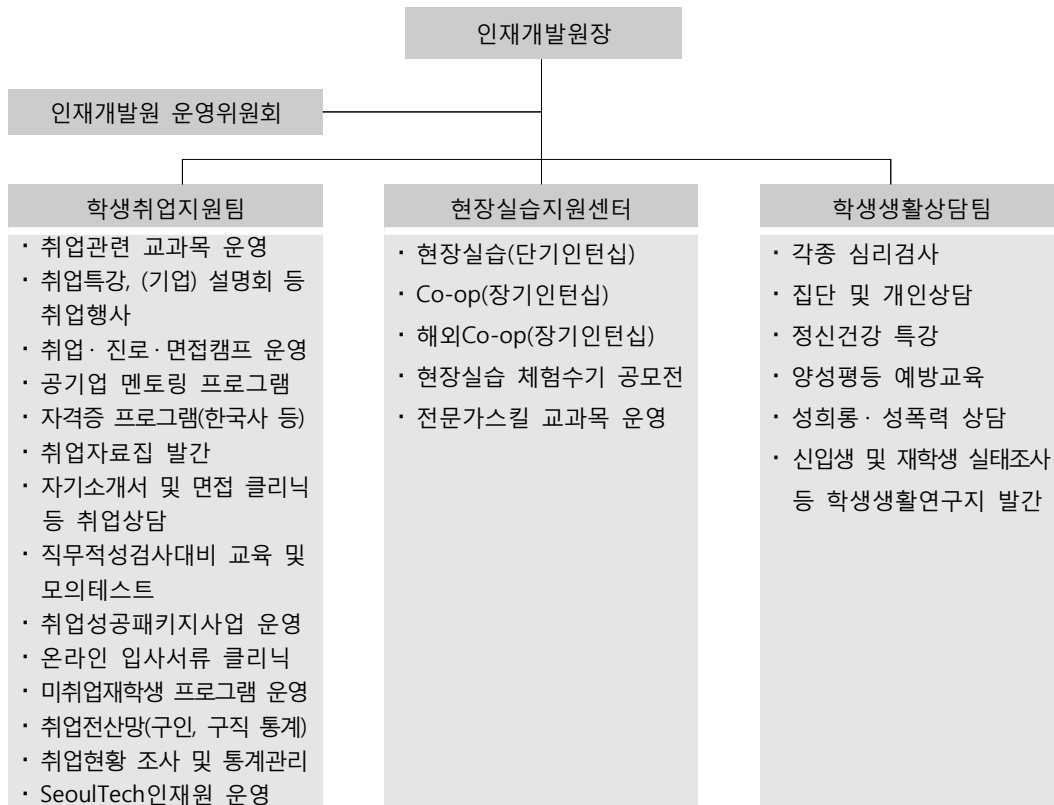 인재개발원장
인재개발원 운영위원회
학생취업지원팀
· 취업관련 교과목 운영
· 취업특강, (기업) 설명회 등
취업행사
· 취업· 진로· 면접캠프 운영
· 공기업 멘토링 프로그램
· 자격증 프로그램(한국사 등)
· 취업자료집 발간
· 자기소개서 및 면접 클리닉
등 취업상담
· 직무적성검사대비 교육 및
모의테스트
· 취업성공패키지사업 운영
· 온라인 입사서류 클리닉
· 미취업재학생 프로그램 운영
· 취업전산망(구인, 구직 통계)
· 취업현황 조사 및 통계관리
· SeoulTech인재원 운영
현장실습지원센터
· 현장실습(단기인턴십)
· Co-op(장기인턴십)
· 해외Co-op(장기인턴십)
· 현장실습 체험수기 공모전
· 전문가스킬 교과목 운영
학생생활상담팀
· 각종 심리검사
· 집단 및 개인상담
· 정신건강 특강
· 양성평등 예방교육
· 성희롱· 성폭력 상담
· 신입생 및 재학생 실태조사
등 학생생활연구지 발간